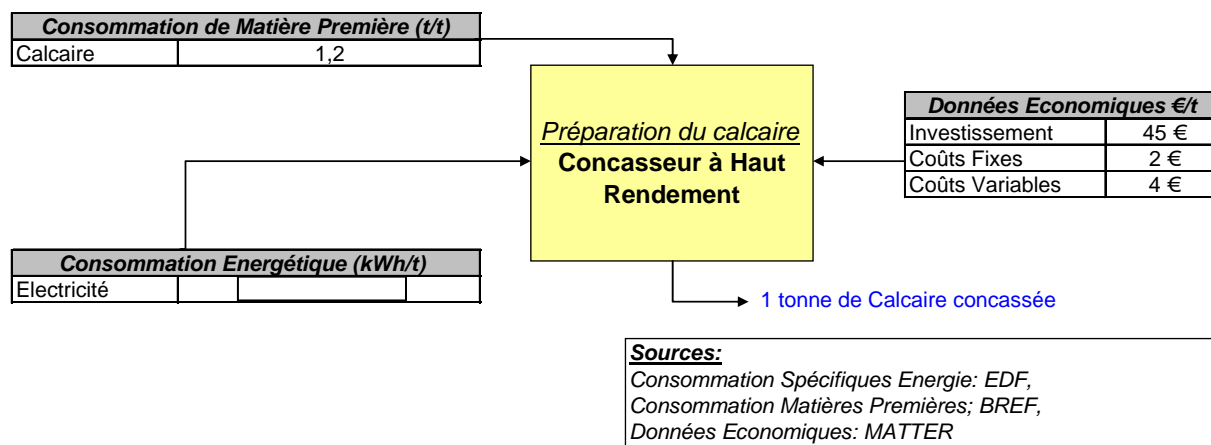 Consommation de Matière Première (t/t)
Calcaire 1,2
Préparation du calcaire
Concasseur à Haut
Rendement
Données Economiques €/t
Investissement 45 €
Coûts Fixes 2 €
Coûts Variables 4 €
Consommation Energétique (kWh/t)
Electricité
1 tonne de Calcaire concassée
Sources:
Consommation Spécifiques Energie: EDF,
Consommation Matières Premières; BREF,
Données Economiques: MATTER